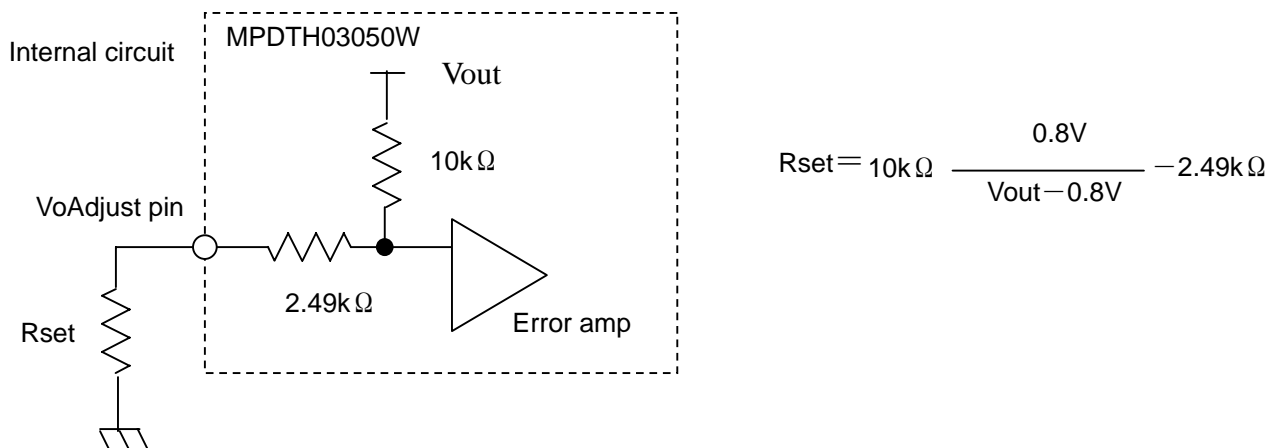 MPDTH03050W
Internal circuit
Vout
10kΩ
VoAdjust pin
2.49kΩ
Error amp
Rset
0.8V
Rset＝ 10kΩ ―――― －2.49kΩ
Vout－0.8V